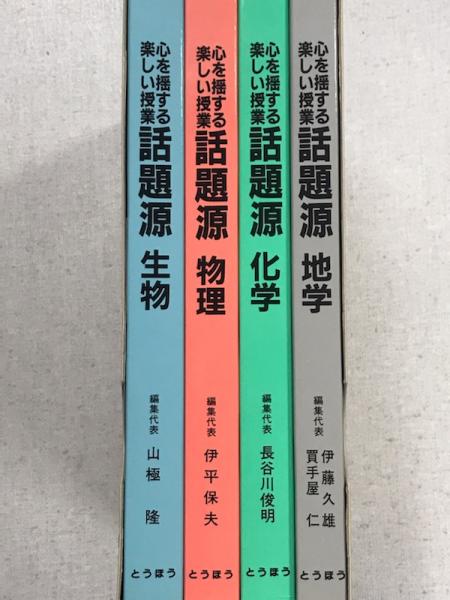 心を揺する
楽しい授業
話題源 生物
編集代表 山極 隆
とうほう
心を揺する
楽しい授業
話題源 物理
編集代表 伊平保夫
とうほう
心を揺する
楽しい授業
話題源 化学
編集代表 長谷川俊明
とうほう
心を揺する
楽しい授業
話題源 地学
編集代表 伊藤久雄
買手屋 仁
とうほう